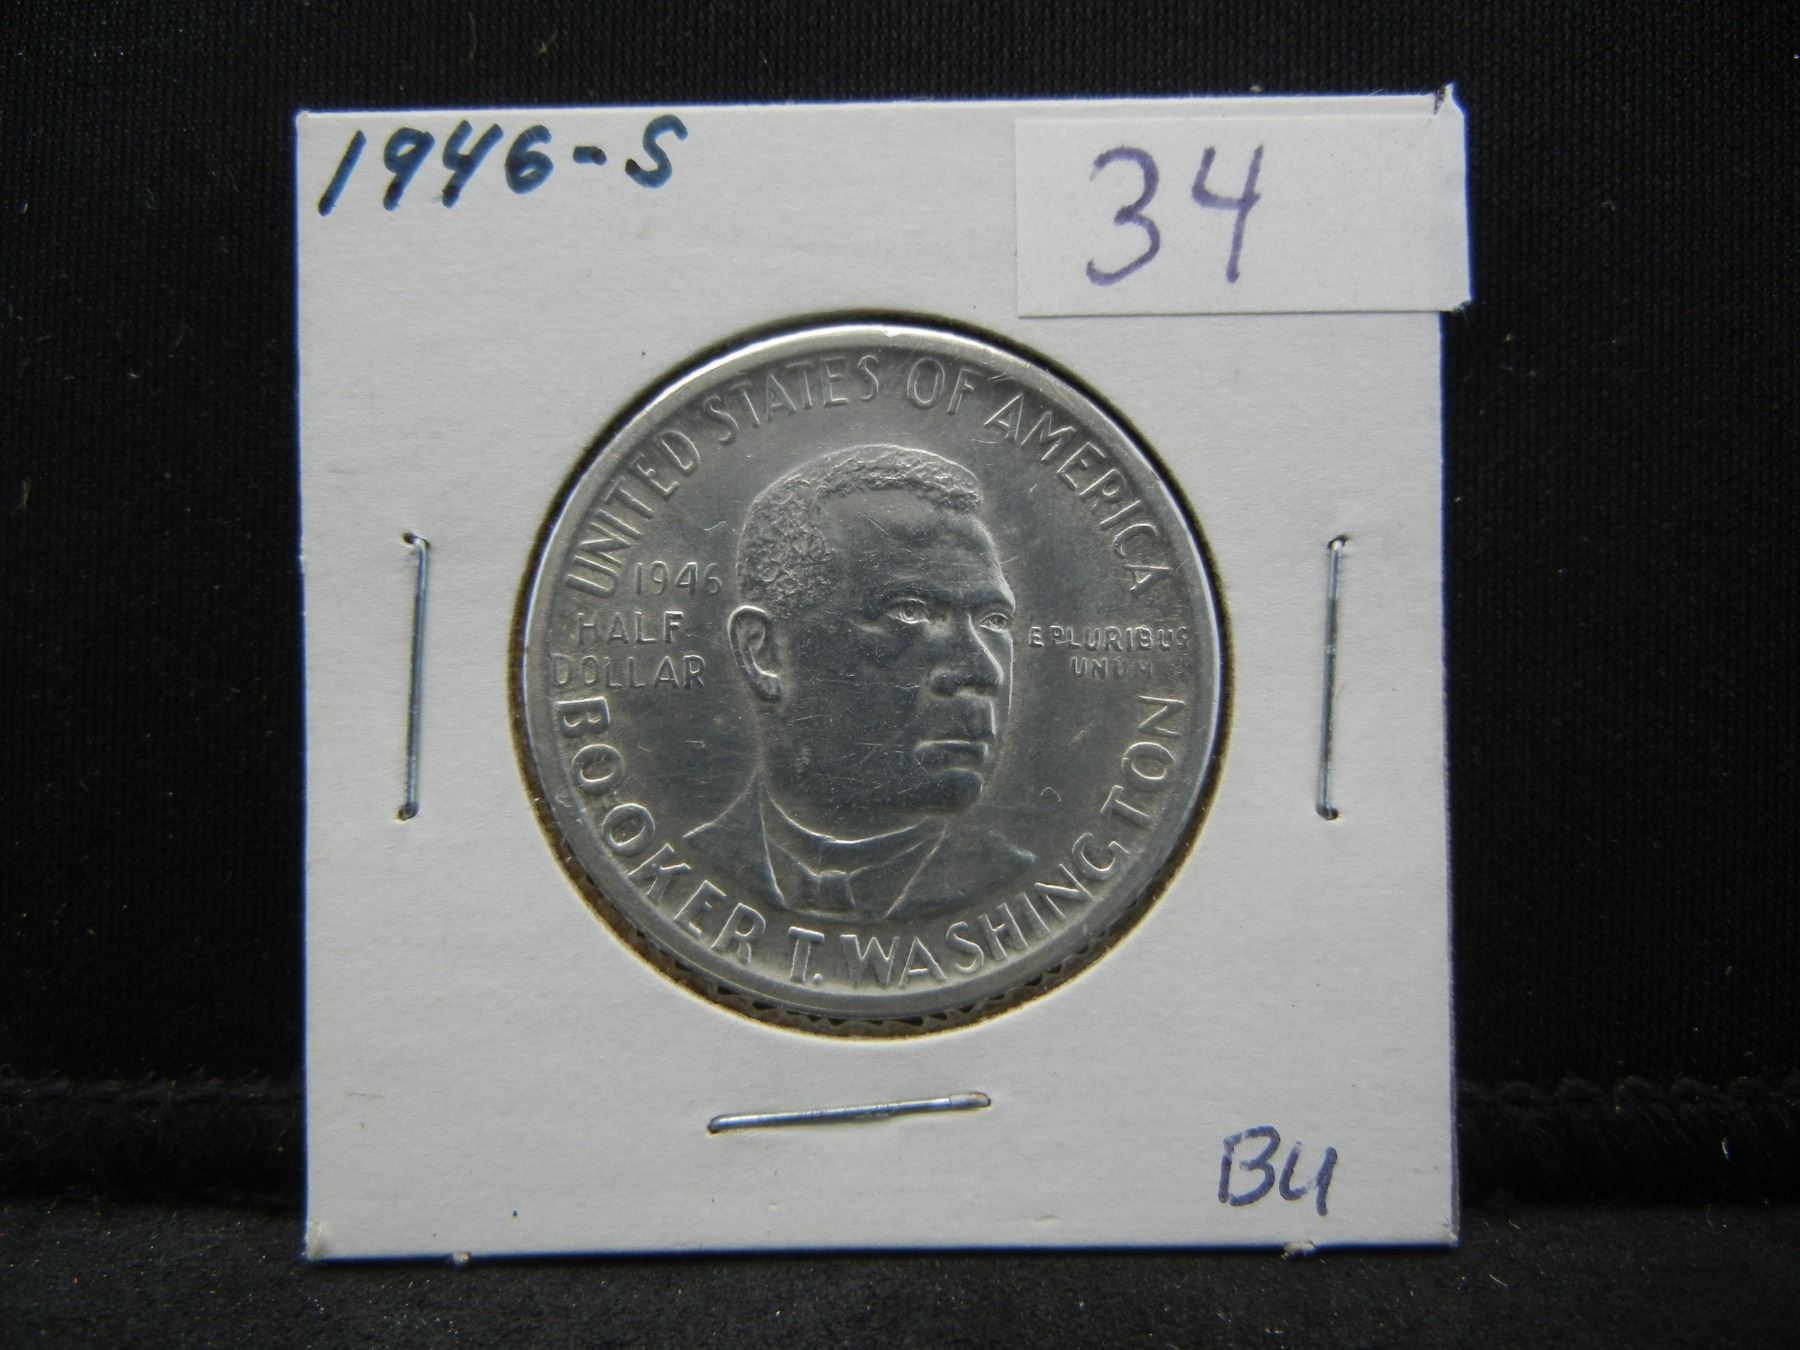 1946-S
34
UNITED STATES OF AMERICA
1946
HALF
DOLLAR
E PLURIBUS
UNUM
BOOKER T. WASHINGTON
BU